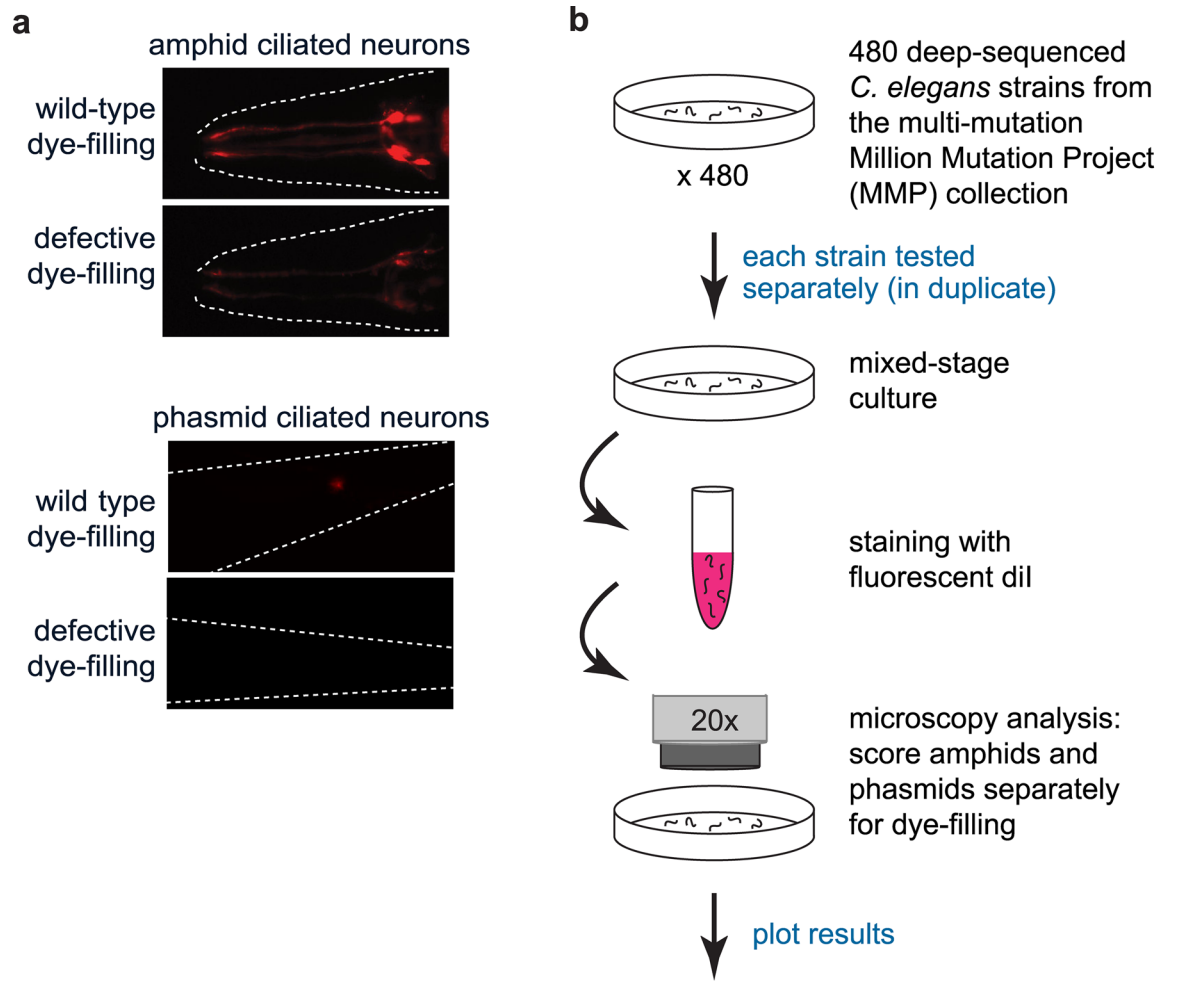 a
amphid ciliated neurons
wild-type
dye-filling
defective
dye-filling
phasmid ciliated neurons
wild type
dye-filling
defective
dye-filling
b
480 deep-sequenced
C. elegans strains from
the multi-mutation
Million Mutation Project
(MMP) collection
x 480
each strain tested
separately (in duplicate)
mixed-stage
culture
staining with
fluorescent diI
20x
microscopy analysis:
score amphids and
phasmids separately
for dye-filling
plot results